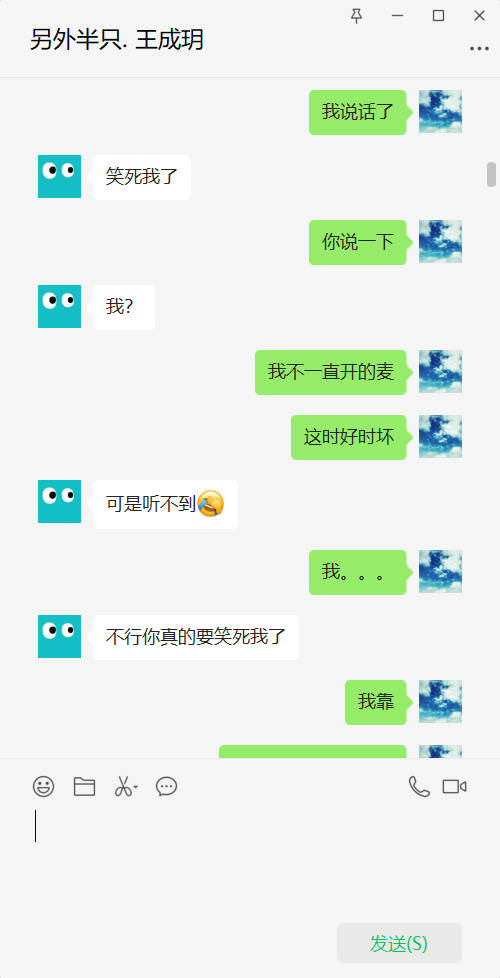 另外半只. 王成玥
我说话了
笑死我了
你说一下
我?
我不一直开的麦
这时好时坏
可是听不到
我。。。
不行你真的要笑死我了
我靠
发送(S)